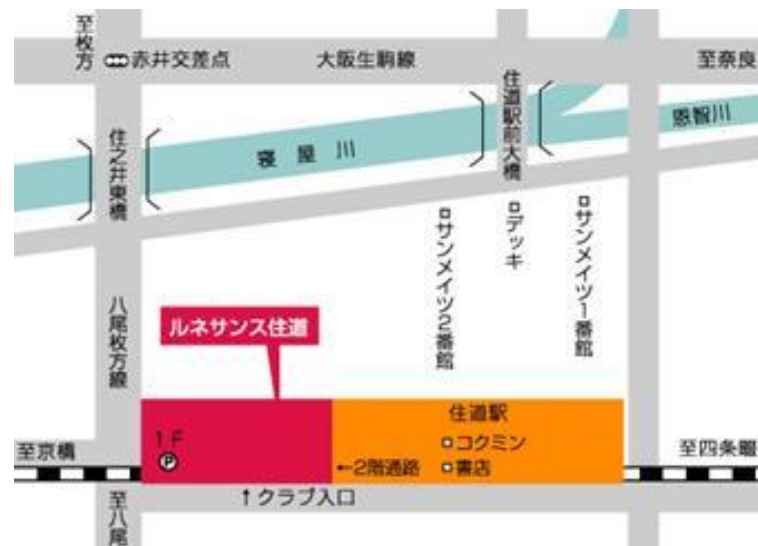 至枚方
赤井交差点
大阪生駒線
至奈良
住道駅前大橋
恩智川
住之井東橋
寝屋川
サンメイツ2番館
デッキ
サンメイツ1番館
八尾枚方線
ルネサンス住道
住道駅
1F
P
コクミン
至京橋
至四条畷
←2階通路
書店
↑クラブ入口
至八尾